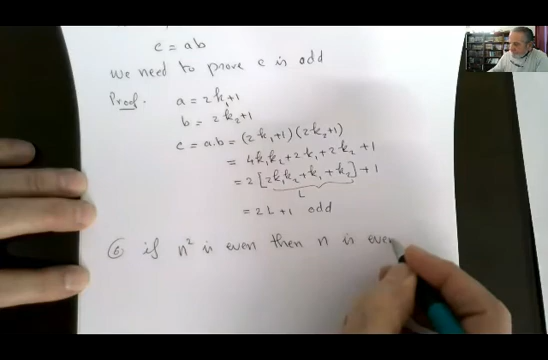 c = ab
We need to prove c is odd
Proof. a = 2k₁+1
b = 2k₂+1
c = a.b = (2k₁+1)(2k₂+1)
= 4k₁k₂+2k₁+2k₂+1
= 2[2k₁k₂+k₁+k₂]+1
L
= 2L+1 odd
⑥ if n² is even then n is even